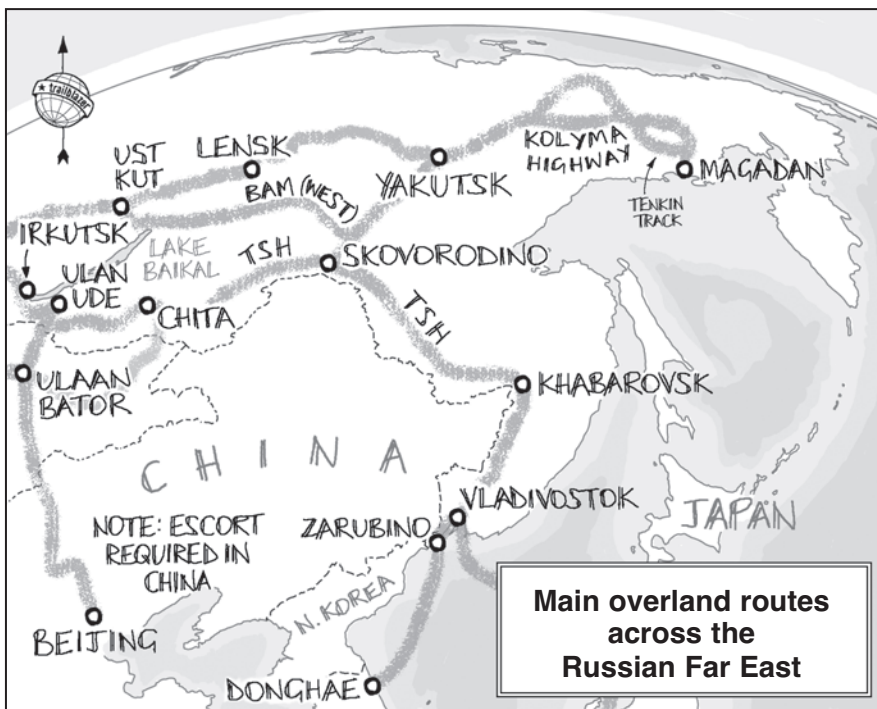 ★ trailblazer
UST
KUT
LENSK
BAM (WEST)
YAKUTSK
KOLYMA
HIGHWAY
TENKIN
TRACK
MAGADAN
IRKUTSK
LAKE
BAIKAL
TSH
SKOVORODINO
ULAN
UDE
CHITA
TSH
ULAAN
BATOR
KHABAROVSK
CHINA
NOTE: ESCORT
REQUIRED IN
CHINA
ZARUBINO
VLADIVOSTOK
JAPAN
N. KOREA
BEIJING
DONGHAE
Main overland routes
across the
Russian Far East